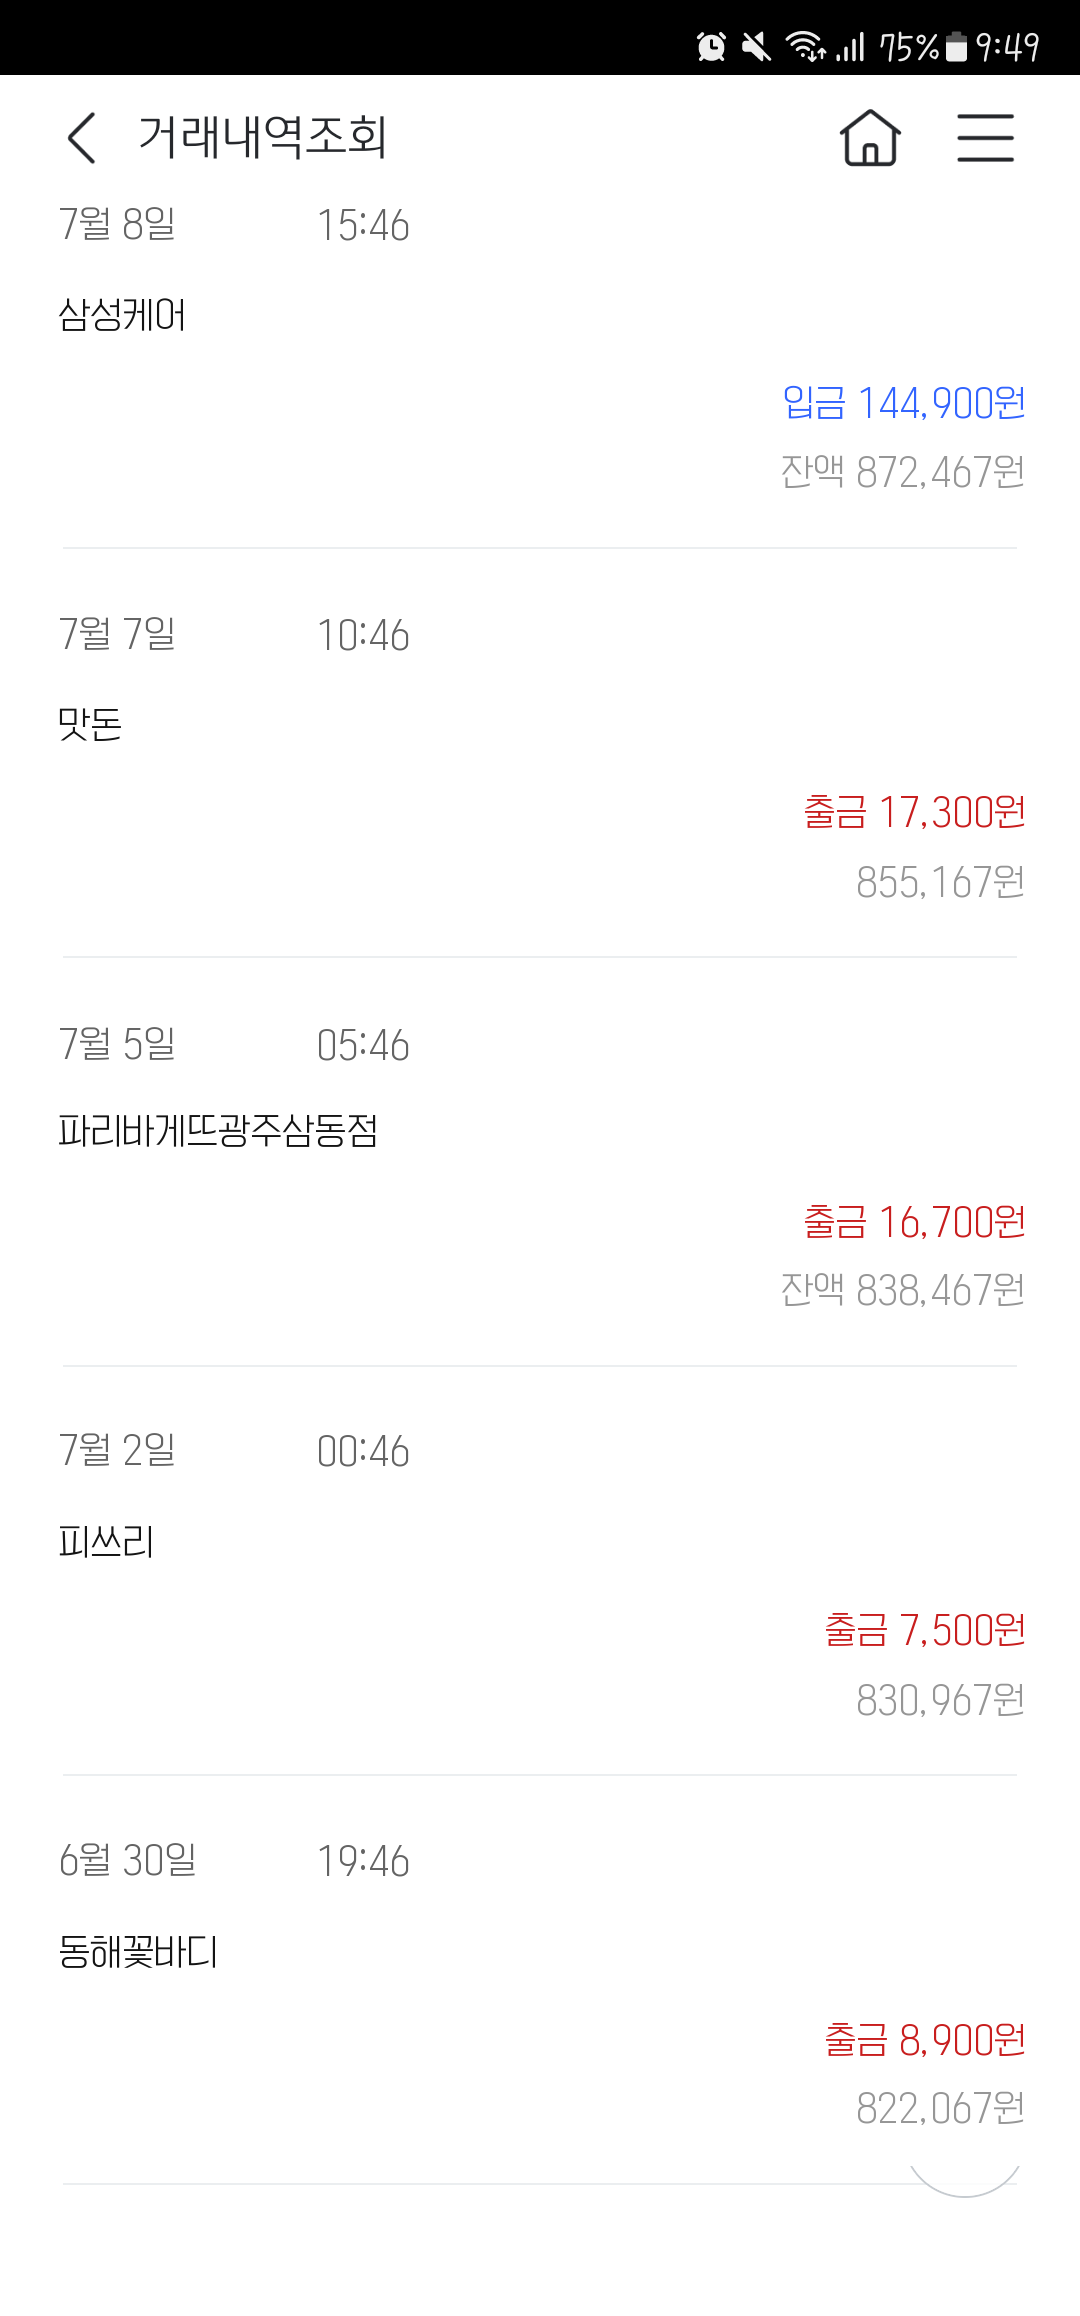 75% 9:49
거래내역조회
7월 8일 15:46
삼성케어
입금 144,900원
잔액 872,467원
7월 7일 10:46
맛돈
출금 17,300원
855,167원
7월 5일 05:46
파리바게뜨광주삼동점
출금 16,700원
잔액 838,467원
7월 2일 00:46
피쓰리
출금 7,500원
830,967원
6월 30일 19:46
동해꽃바디
출금 8,900원
822,067원